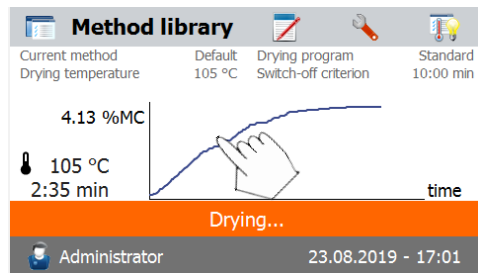 Method library
Current method Default Drying program Standard
Drying temperature 105 °C Switch-off criterion 10:00 min
4.13 %MC
105 °C
2:35 min time
Drying...
Administrator 23.08.2019 - 17:01